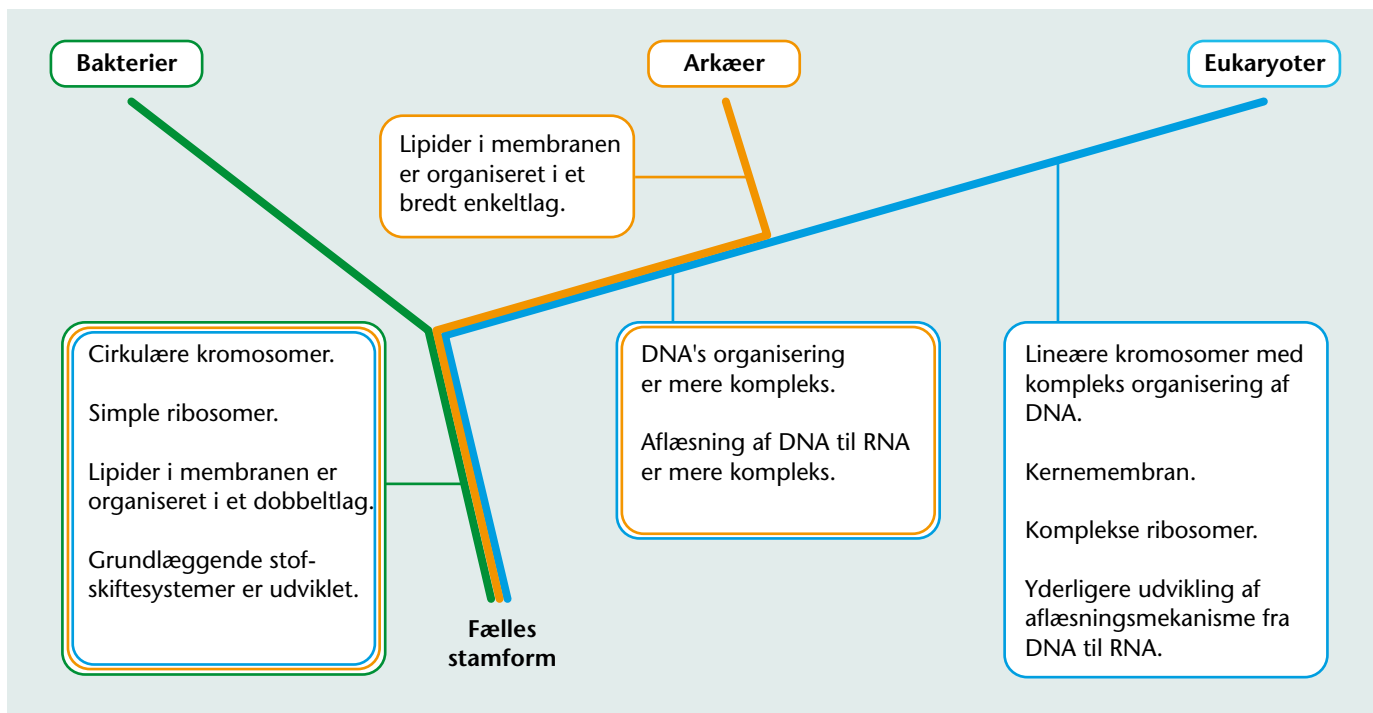 Bakterier
Arkæer
Eukaryoter
Lipider i membranen
er organiseret i et
bredt enkeltlag.
Cirkulære kromosomer.
Simple ribosomer.
Lipider i membranen er
organiseret i et dobbeltlag.
Grundlæggende stof-
skiftesystemer er udviklet.
Fælles
stamform
DNA's organisering
er mere kompleks.
Aflæsning af DNA til RNA
er mere kompleks.
Lineære kromosomer med
kompleks organisering af
DNA.
Kernemembran.
Komplekse ribosomer.
Yderligere udvikling af
aflæsningsmekanisme fra
DNA til RNA.